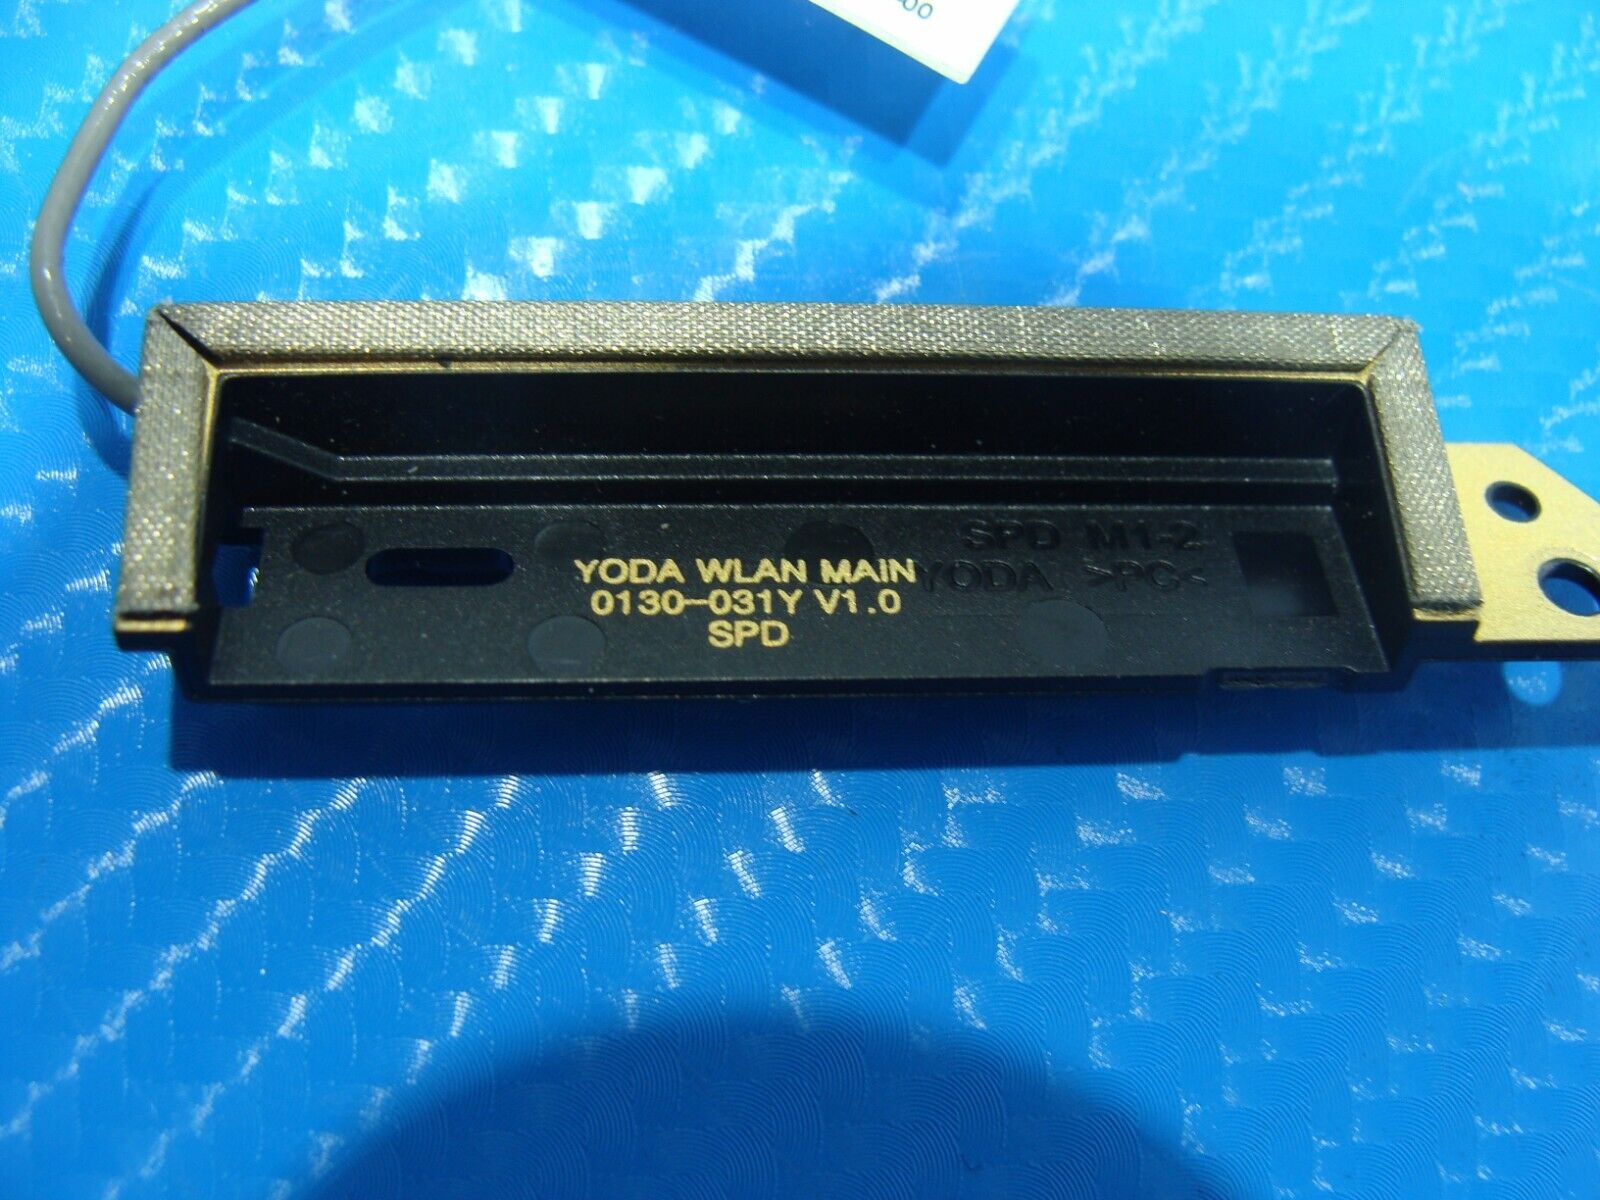 YODA WLAN MAIN
0130-031Y V1.0
SPD
SPD M1-2
YODA >PC<